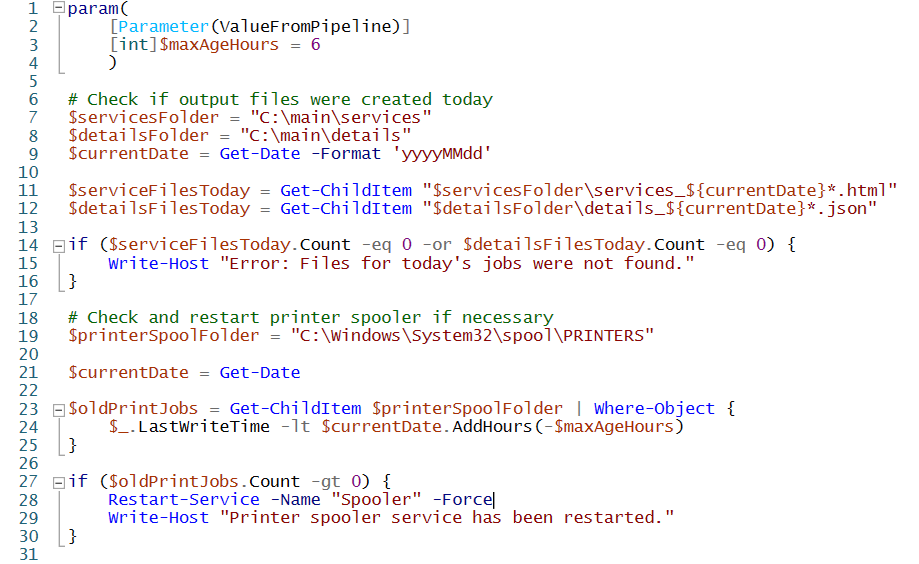 1 param(
2     [Parameter(ValueFromPipeline)]
3     [int]$maxAgeHours = 6
4     )
5
6 # Check if output files were created today
7 $servicesFolder = "C:\main\services"
8 $detailsFolder = "C:\main\details"
9 $currentDate = Get-Date -Format 'yyyyMMdd'
10
11 $serviceFilesToday = Get-ChildItem "$servicesFolder\services_${currentDate}*.html"
12 $detailsFilesToday = Get-ChildItem "$detailsFolder\details_${currentDate}*.json"
13
14 if ($serviceFilesToday.Count -eq 0 -or $detailsFilesToday.Count -eq 0) {
15     Write-Host "Error: Files for today's jobs were not found."
16 }
17
18 # Check and restart printer spooler if necessary
19 $printerSpoolFolder = "C:\Windows\System32\spool\PRINTERS"
20
21 $currentDate = Get-Date
22
23 $oldPrintJobs = Get-ChildItem $printerSpoolFolder | Where-Object {
24     $_.LastWriteTime -lt $currentDate.AddHours(-$maxAgeHours)
25 }
26
27 if ($oldPrintJobs.Count -gt 0) {
28     Restart-Service -Name "Spooler" -Force
29     Write-Host "Printer spooler service has been restarted."
30 }
31